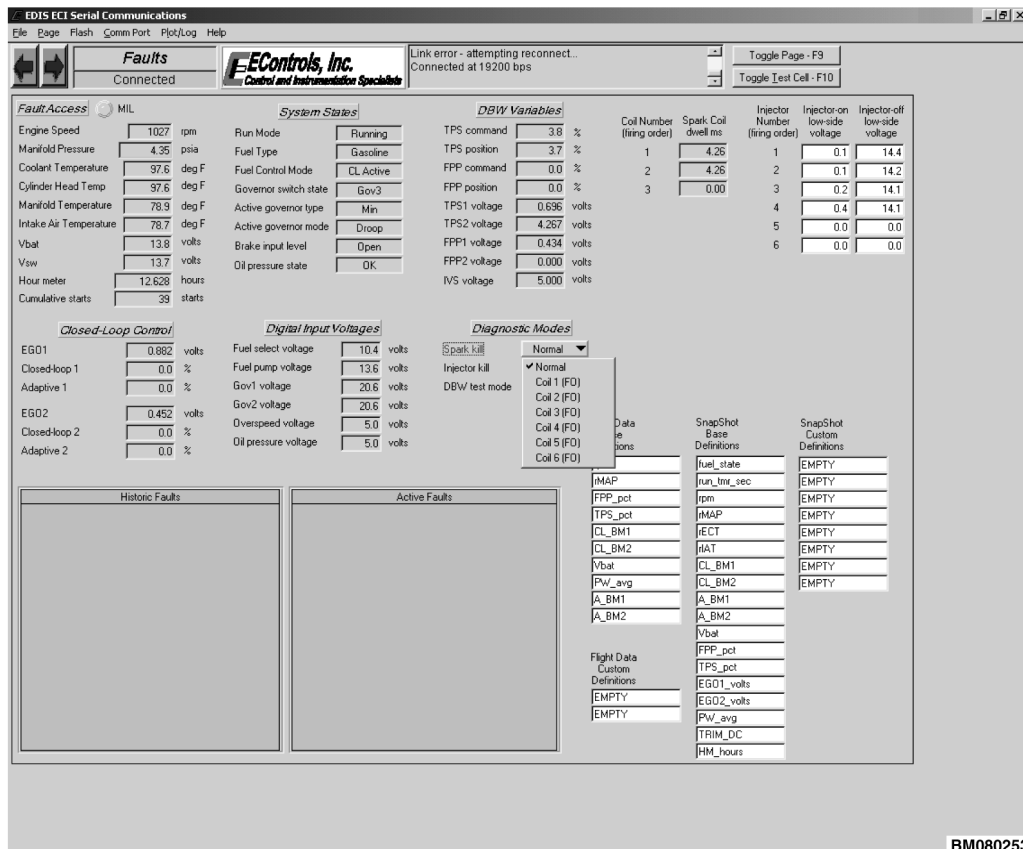 EDIS ECI Serial Communications
File Page Flash Comm Port Plot/Log Help
Faults
Connected
EControls, Inc.
Control and Instrumentation Specialists
Link error - attempting reconnect...
Connected at 19200 bps
Toggle Page - F9
Toggle Test Cell - F10
Fault Access MIL
Engine Speed 1027 rpm
Manifold Pressure 4.35 psia
Coolant Temperature 97.6 deg F
Cylinder Head Temp 97.6 deg F
Manifold Temperature 78.9 deg F
Intake Air Temperature 78.7 deg F
Vbat 13.8 volts
Vsw 13.7 volts
Hour meter 12.628 hours
Cumulative starts 39 starts
System States
Run Mode Running
Fuel Type Gasoline
Fuel Control Mode CL Active
Governor switch state Gov3
Active governor type Min
Active governor mode Droop
Brake input level Open
Oil pressure state OK
DBW Variables
TPS command 3.8 %
TPS position 3.7 %
FPP command 0.0 %
FPP position 0.0 %
TPS1 voltage 0.696 volts
TPS2 voltage 4.267 volts
FPP1 voltage 0.434 volts
FPP2 voltage 0.000 volts
IVS voltage 5.000 volts
Coil Number Spark Coil
(firing order) dwell ms
1 4.26
2 4.26
3 0.00
Injector Injector-on Injector-off
Number low-side low-side
(firing order) voltage voltage
1 0.1 14.4
2 0.1 14.2
3 0.2 14.1
4 0.4 14.1
5 0.0 0.0
6 0.0 0.0
Closed-Loop Control
EGO1 0.882 volts
Closed-loop 1 0.0 %
Adaptive 1 0.0 %
EGO2 0.452 volts
Closed-loop 2 0.0 %
Adaptive 2 0.0 %
Digital Input Voltages
Fuel select voltage 10.4 volts
Fuel pump voltage 13.6 volts
Gov1 voltage 20.6 volts
Gov2 voltage 20.6 volts
Overspeed voltage 5.0 volts
Oil pressure voltage 5.0 volts
Diagnostic Modes
Spark kill Normal
Injector kill
DBW test mode
Normal
Coil 1 (FO)
Coil 2 (FO)
Coil 3 (FO)
Coil 4 (FO)
Coil 5 (FO)
Coil 6 (FO)
Historic Faults
Active Faults
Data
rMAP
FPP_pct
TPS_pct
CL_BM1
CL_BM2
Vbat
PW_avg
A_BM1
A_BM2
Flight Data
Custom
Definitions
EMPTY
EMPTY
SnapShot
Base
Definitions
fuel_state
run_tmr_sec
rpm
rMAP
rECT
rIAT
CL_BM1
CL_BM2
A_BM1
A_BM2
Vbat
FPP_pct
TPS_pct
EGO1_volts
EGO2_volts
PW_avg
TRIM_DC
HM_hours
SnapShot
Custom
Definitions
EMPTY
EMPTY
EMPTY
EMPTY
EMPTY
EMPTY
EMPTY
EMPTY
BM080253